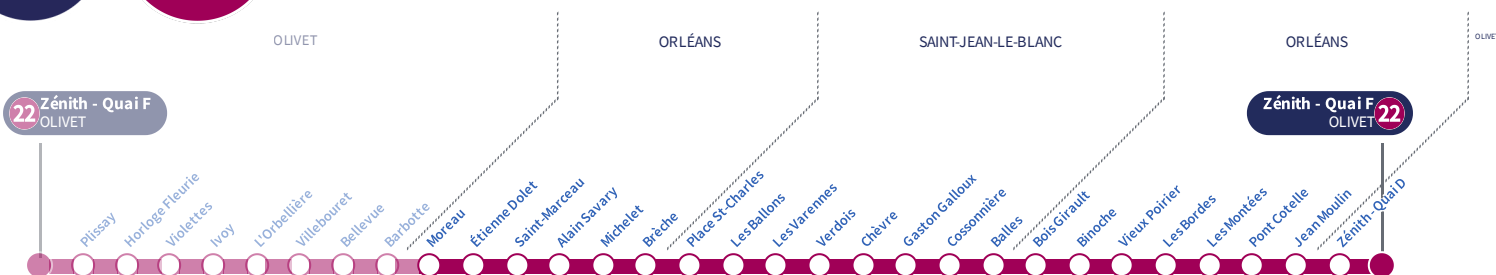 OLIVET
ORLÉANS
SAINT-JEAN-LE-BLANC
ORLÉANS
OLIVE
22
Zénith - Quai F
OLIVET
Zénith - Quai F
OLIVET
22
Plissay
Horloge Fleurie
Violettes
Ivoy
L'Orbellière
Villebouret
Bellevue
Barbotte
Moreau
Étienne Dolet
Saint-Marceau
Alain Savary
Michelet
Brèche
Place St-Charles
Les Ballons
Les Varennes
Verdois
Chèvre
Gaston Galloux
Cossonnière
Balles
Bois Girault
Binoche
Vieux Poirier
Les Bordes
Les Montées
Pont Cotelle
Jean Moulin
Zénith - Quai D